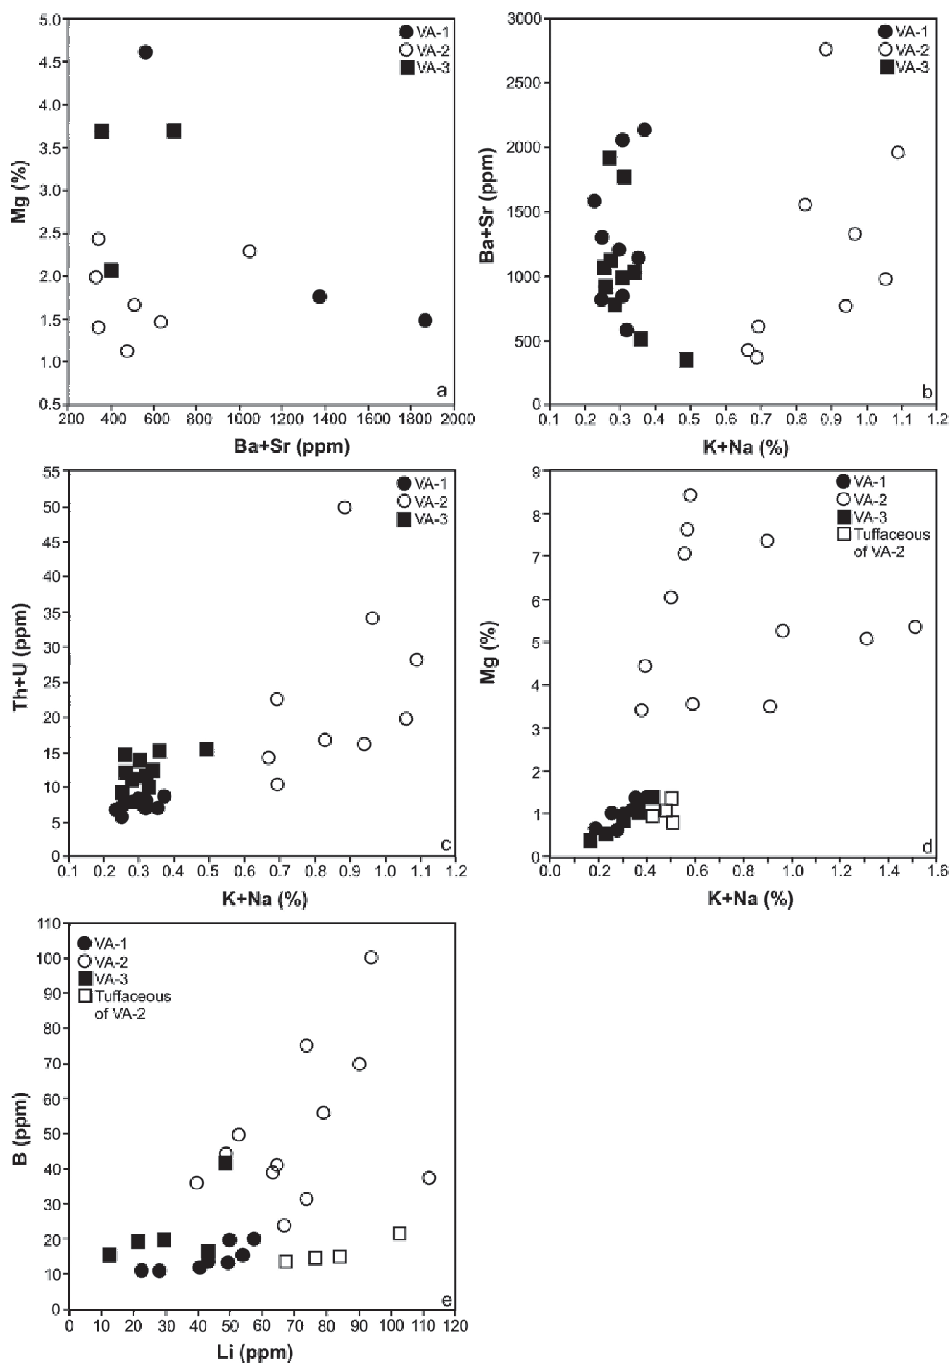 5.0
4.5
4.0
3.5
3.0
2.5
2.0
1.5
1.0
0.5
Mg (%)
VA-1
VA-2
VA-3
a
200 400 600 800 1000 1200 1400 1600 1800 2000
Ba+Sr (ppm)
3000
2500
2000
1500
1000
500
0
Ba+Sr (ppm)
VA-1
VA-2
VA-3
b
0.1 0.2 0.3 0.4 0.5 0.6 0.7 0.8 0.9 1.0 1.1 1.2
K+Na (%)
55
50
45
40
35
30
25
20
15
10
5
0
Th+U (ppm)
VA-1
VA-2
VA-3
c
0.1 0.2 0.3 0.4 0.5 0.6 0.7 0.8 0.9 1.0 1.1 1.2
K+Na (%)
9
8
7
6
5
4
3
2
1
0
Mg (%)
VA-1
VA-2
VA-3
Tuffaceous
of VA-2
d
0.0 0.2 0.4 0.6 0.8 1.0 1.2 1.4 1.6
K+Na (%)
110
100
90
80
70
60
50
40
30
20
10
0
B (ppm)
VA-1
VA-2
VA-3
Tuffaceous
of VA-2
e
0 10 20 30 40 50 60 70 80 90 100 110 120
Li (ppm)